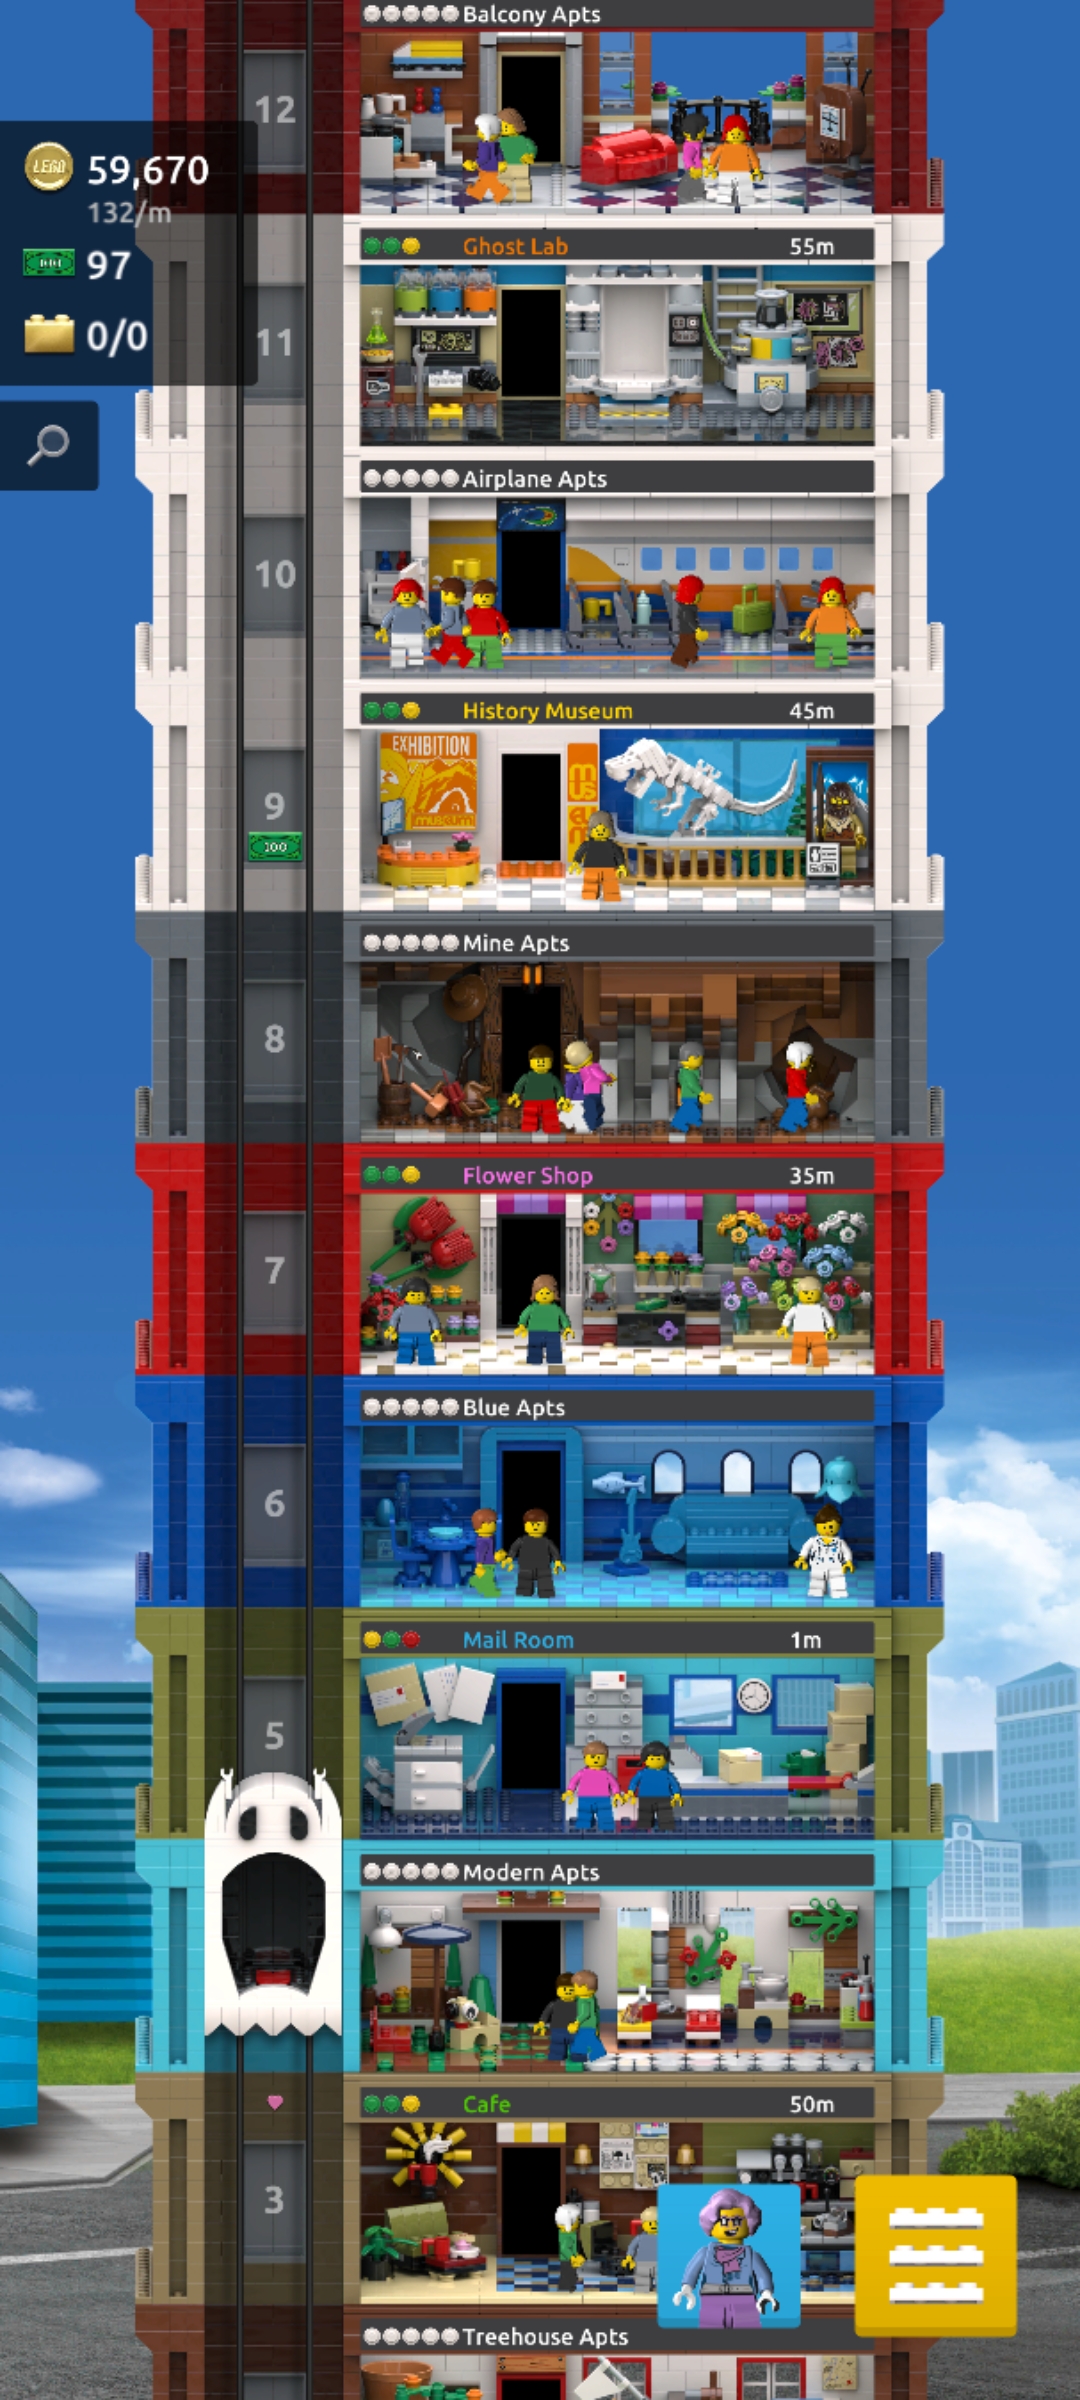 Balcony Apts
12
LEGO
59,670
132/m
97
0/0
Ghost Lab 55m
11
Airplane Apts
10
History Museum 45m
EXHIBITION
museum
9
100
Mine Apts
8
Flower Shop 35m
7
Blue Apts
6
Mail Room 1m
5
Modern Apts
Cafe 50m
3
Treehouse Apts